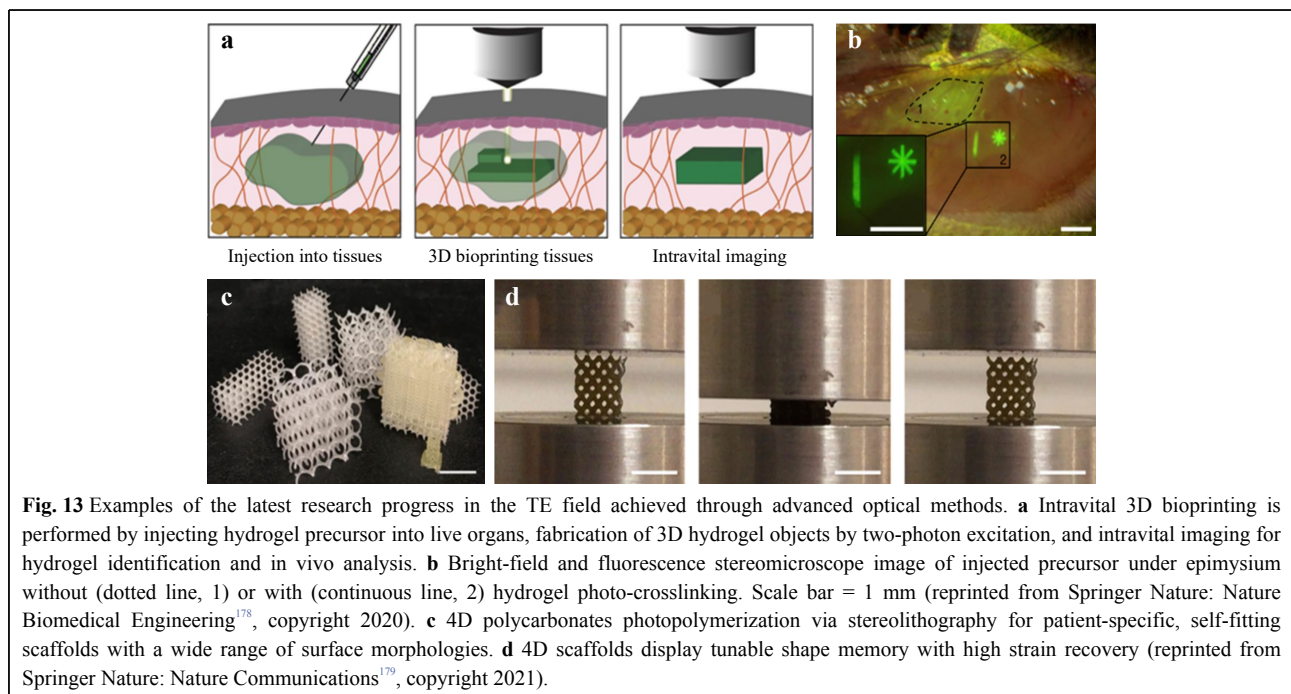 a
b
1
2
Injection into tissues
3D bioprinting tissues
Intravital imaging
c
d
Fig. 13 Examples of the latest research progress in the TE field achieved through advanced optical methods. a Intravital 3D bioprinting is
performed by injecting hydrogel precursor into live organs, fabrication of 3D hydrogel objects by two-photon excitation, and intravital imaging for
hydrogel identification and in vivo analysis. b Bright-field and fluorescence stereomicroscope image of injected precursor under epimysium
without (dotted line, 1) or with (continuous line, 2) hydrogel photo-crosslinking. Scale bar = 1 mm (reprinted from Springer Nature: Nature
Biomedical Engineering178, copyright 2020). c 4D polycarbonates photopolymerization via stereolithography for patient-specific, self-fitting
scaffolds with a wide range of surface morphologies. d 4D scaffolds display tunable shape memory with high strain recovery (reprinted from
Springer Nature: Nature Communications179, copyright 2021).